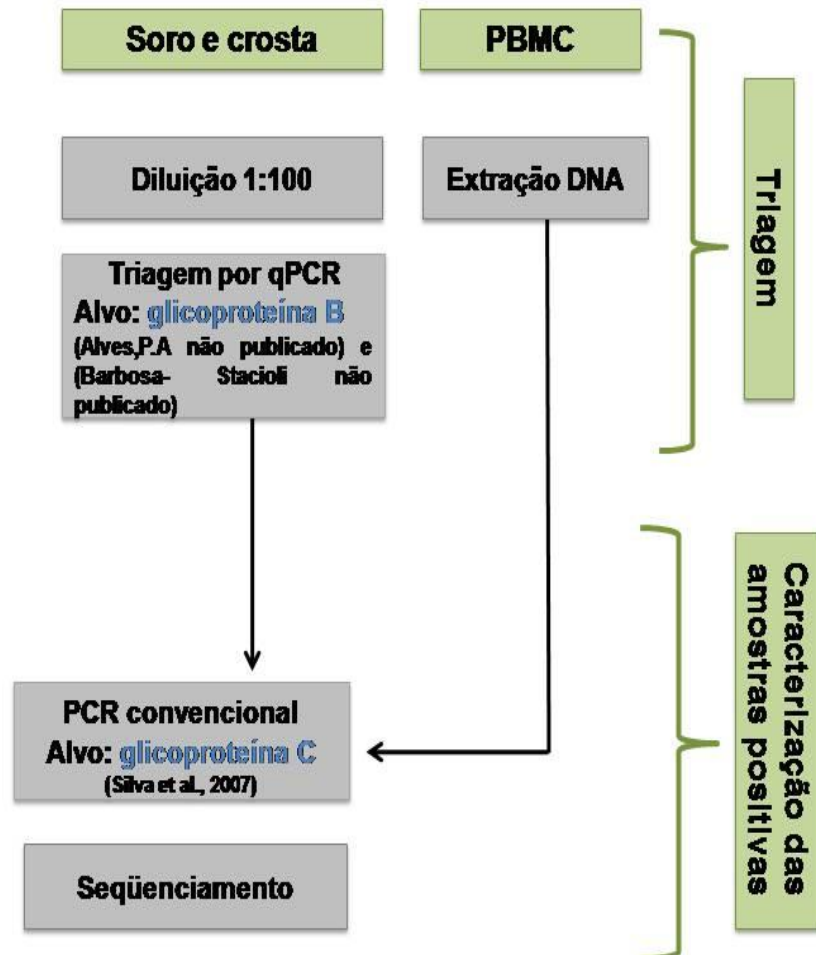 Soro e crosta
PBMC
Diluição 1:100
Extração DNA
Triagem por qPCR
Alvo: glicoproteína B
(Alves,P.A não publicado) e
(Barbosa- Stacioli não
publicado)
Triagem
PCR convencional
Alvo: glicoproteína C
(Silva et al., 2007)
Seqüenciamento
Caracterização das
amostras positivas